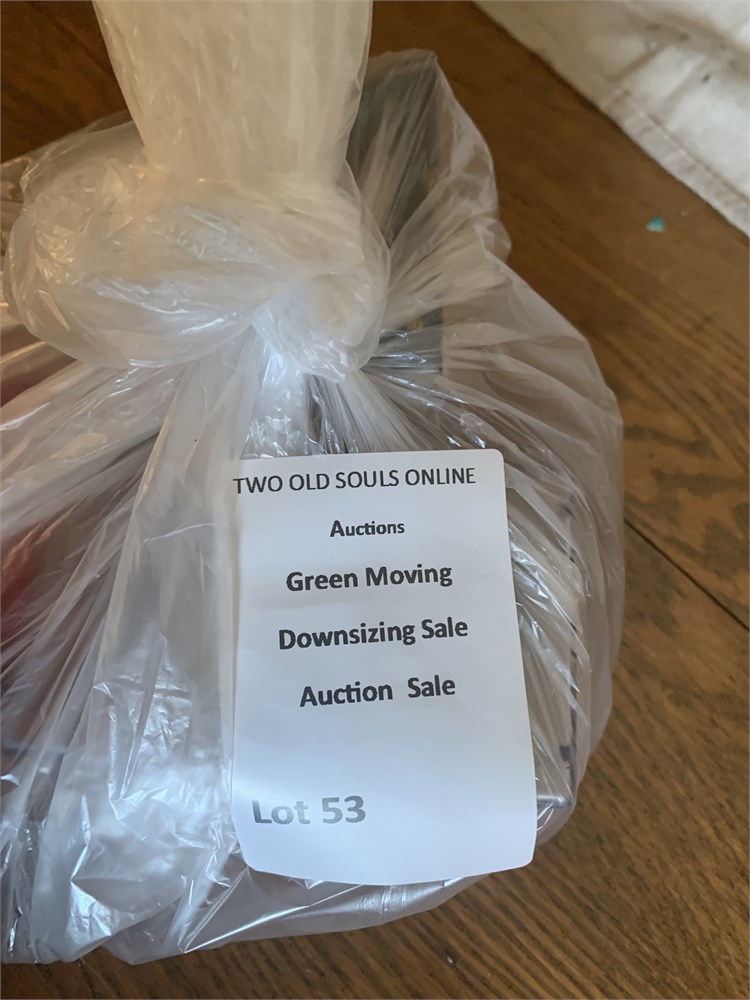 TWO OLD SOULS ONLINE
Auctions
Green Moving
Downsizing Sale
Auction Sale
Lot 53